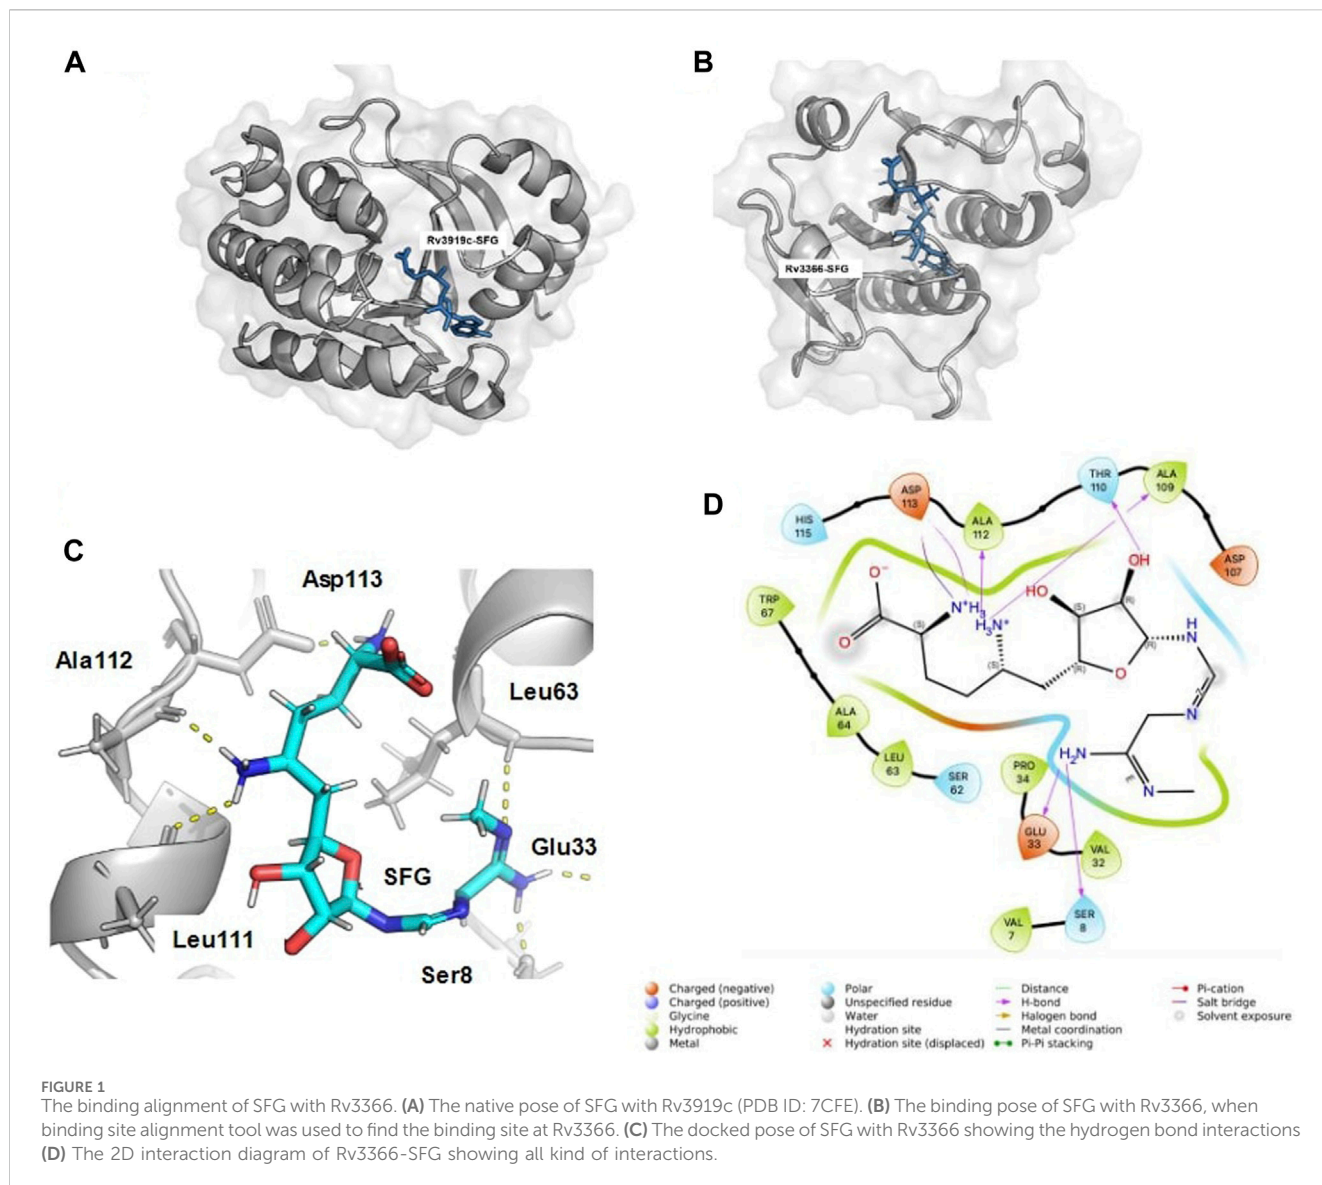 A
B
Rv3919c-SFG
Rv3366-SFG
C
Asp113
Ala112
Leu63
Glu33
SFG
Leu111
Ser8
D
HIS
115
ASP
113
ALA
112
THR
110
ALA
109
ASP
107
TRP
67
ALA
64
LEU
63
SER
62
PRO
34
GLU
33
VAL
32
VAL
7
SER
8
O⁻
O
(S)
N⁺H₃
H₃N⁺
(S)
HO
OH
(S)
(R)
(R)
(R)
O
H
N
N
H₂N
N
Charged (negative)
Charged (positive)
Glycine
Hydrophobic
Metal
Polar
Unspecified residue
Water
Hydration site
Hydration site (displaced)
Distance
H-bond
Halogen bond
Metal coordination
Pi-Pi stacking
Pi-cation
Salt bridge
Solvent exposure
FIGURE 1
The binding alignment of SFG with Rv3366. (A) The native pose of SFG with Rv3919c (PDB ID: 7CFE). (B) The binding pose of SFG with Rv3366, when
binding site alignment tool was used to find the binding site at Rv3366. (C) The docked pose of SFG with Rv3366 showing the hydrogen bond interactions
(D) The 2D interaction diagram of Rv3366-SFG showing all kind of interactions.